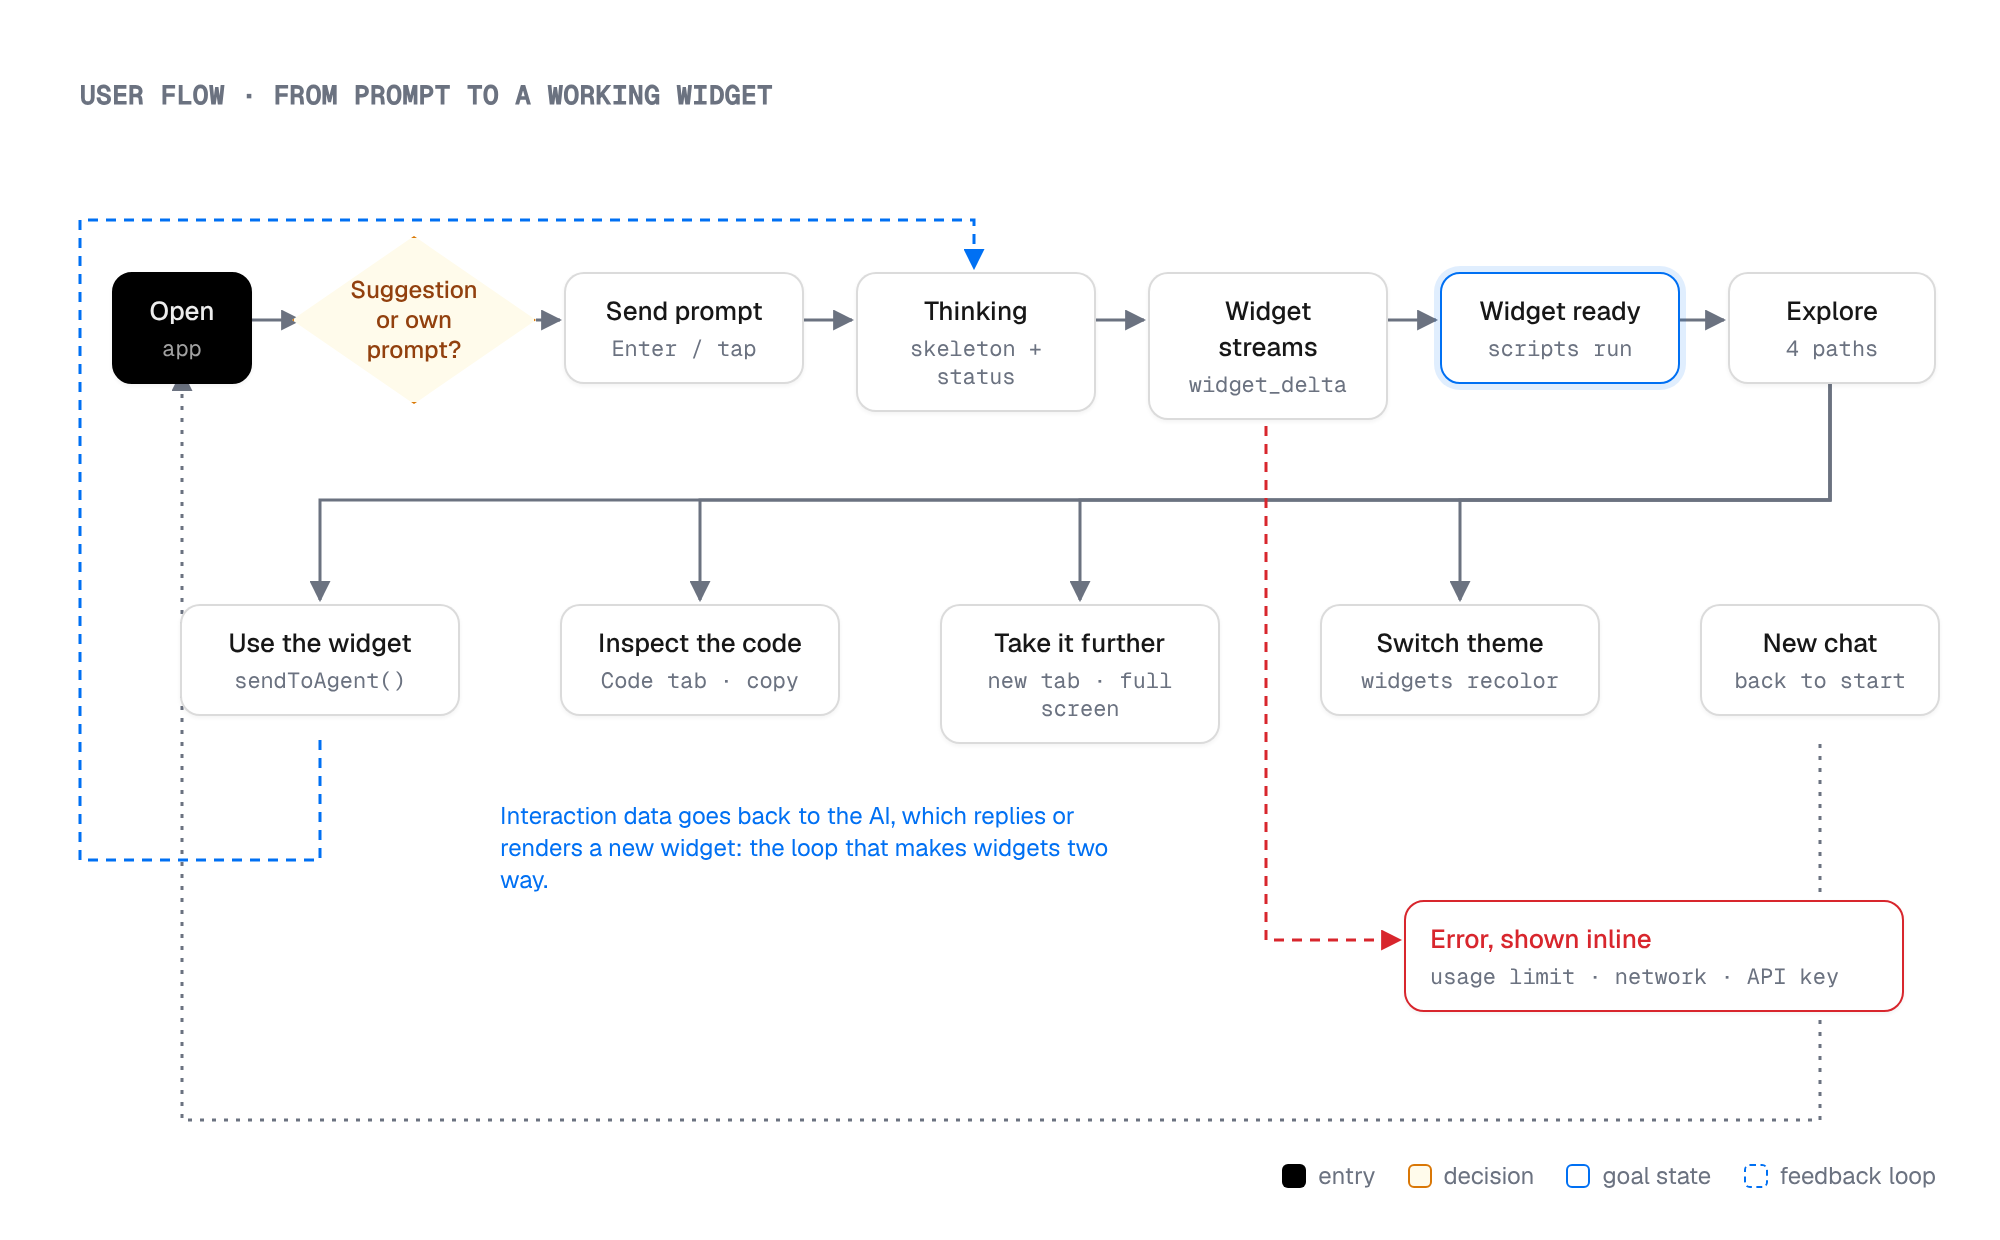 USER FLOW · FROM PROMPT TO A WORKING WIDGET
Open
app
Suggestion
or own
prompt?
Send prompt
Enter / tap
Thinking
skeleton +
status
Widget
streams
widget_delta
Widget ready
scripts run
Explore
4 paths
Use the widget
sendToAgent()
Inspect the code
Code tab · copy
Take it further
new tab · full
screen
Switch theme
widgets recolor
New chat
back to start
Interaction data goes back to the AI, which replies or
renders a new widget: the loop that makes widgets two
way.
Error, shown inline
usage limit · network · API key
entry
decision
goal state
feedback loop